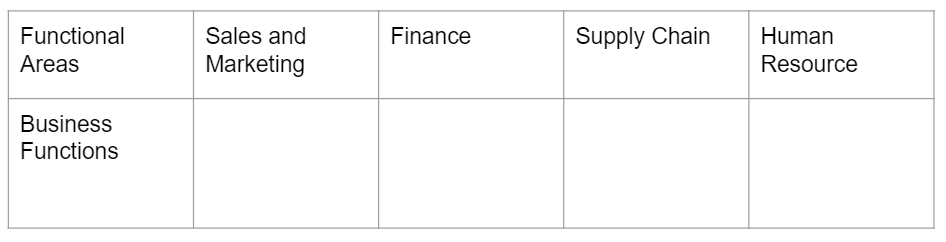 Functional
Areas
Sales and
Marketing
Finance
Supply Chain
Human
Resource
Business
Functions